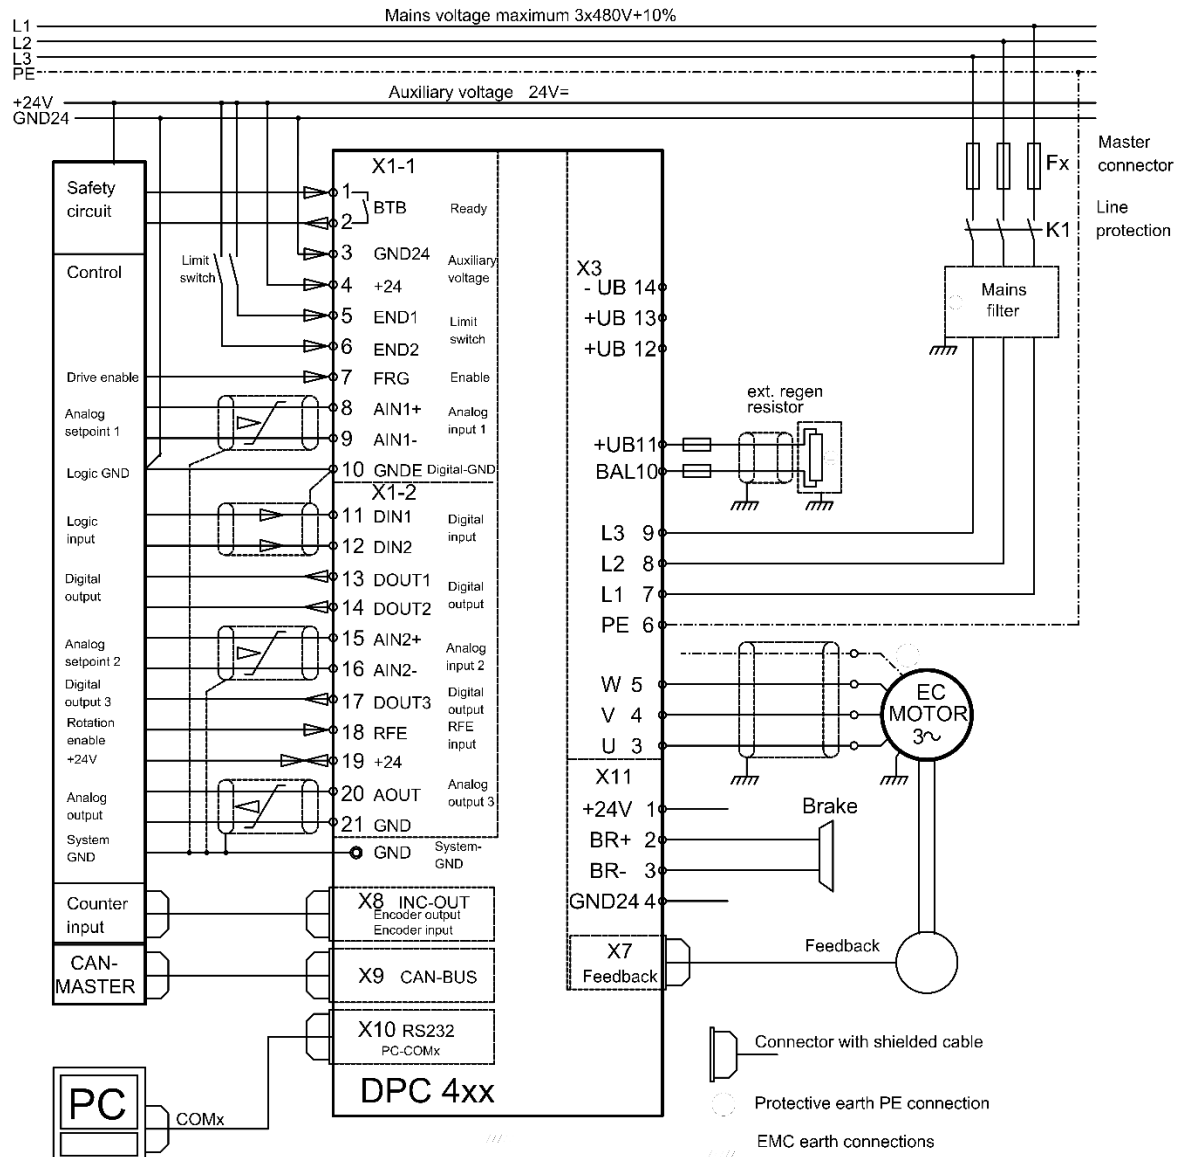 Mains voltage maximum 3x480V+10%
L1
L2
L3
PE
Auxiliary voltage 24V=
+24V
GND24
Master
connector
Fx
Line
protection
K1
Mains
filter
Safety
circuit
Control
Limit
switch
Drive enable
Analog
setpoint 1
Logic GND
Logic
input
Digital
output
Analog
setpoint 2
Digital
output 3
Rotation
enable
+24V
Analog
output
System
GND
Counter
input
CAN-
MASTER
PC
COMx
X1-1
1
2
BTB
Ready
3 GND24
4 +24
Auxiliary
voltage
5 END1
6 END2
Limit
switch
7 FRG Enable
8 AIN1+
9 AIN1-
Analog
input 1
10 GNDE Digital-GND
X1-2
11 DIN1
12 DIN2
Digital
input
13 DOUT1
14 DOUT2
Digital
output
15 AIN2+
16 AIN2-
Analog
input 2
17 DOUT3
Digital
output
18 RFE
RFE
input
19 +24
20 AOUT
Analog
output 3
21 GND
GND
System-
GND
X8 INC-OUT
Encoder output
Encoder input
X9 CAN-BUS
X10 RS232
PC-COMx
DPC 4xx
X3
- UB 14
+UB 13
+UB 12
ext. regen
resistor
+UB11
BAL10
L3 9
L2 8
L1 7
PE 6
W 5
V 4
U 3
EC
MOTOR
3~
X11
+24V 1
BR+ 2
BR- 3
GND24 4
Brake
X7
Feedback
Feedback
Connector with shielded cable
Protective earth PE connection
EMC earth connections